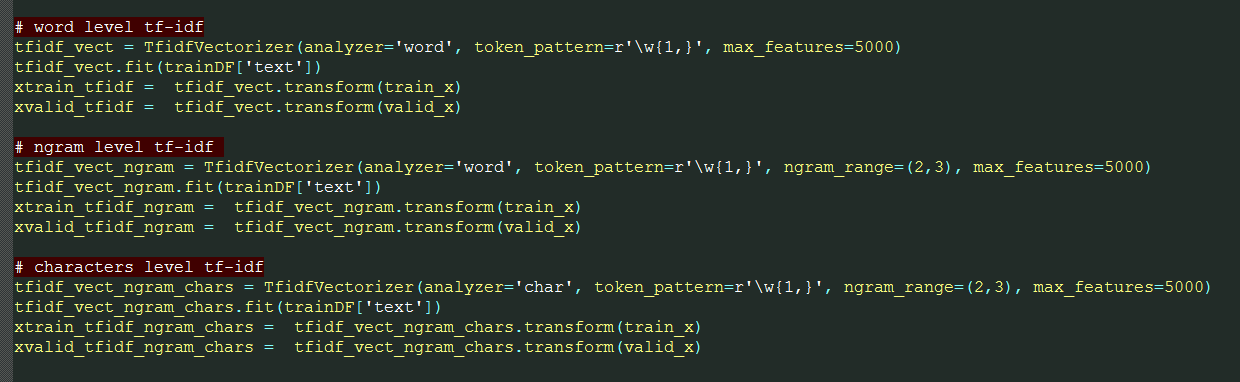 # word level tf-idf
tfidf_vect = TfidfVectorizer(analyzer='word', token_pattern=r'\w{1,}', max_features=5000)
tfidf_vect.fit(trainDF['text'])
xtrain_tfidf =  tfidf_vect.transform(train_x)
xvalid_tfidf =  tfidf_vect.transform(valid_x)
# ngram level tf-idf
tfidf_vect_ngram = TfidfVectorizer(analyzer='word', token_pattern=r'\w{1,}', ngram_range=(2,3), max_features=5000)
tfidf_vect_ngram.fit(trainDF['text'])
xtrain_tfidf_ngram =  tfidf_vect_ngram.transform(train_x)
xvalid_tfidf_ngram =  tfidf_vect_ngram.transform(valid_x)
# characters level tf-idf
tfidf_vect_ngram_chars = TfidfVectorizer(analyzer='char', token_pattern=r'\w{1,}', ngram_range=(2,3), max_features=5000)
tfidf_vect_ngram_chars.fit(trainDF['text'])
xtrain_tfidf_ngram_chars =  tfidf_vect_ngram_chars.transform(train_x)
xvalid_tfidf_ngram_chars =  tfidf_vect_ngram_chars.transform(valid_x)